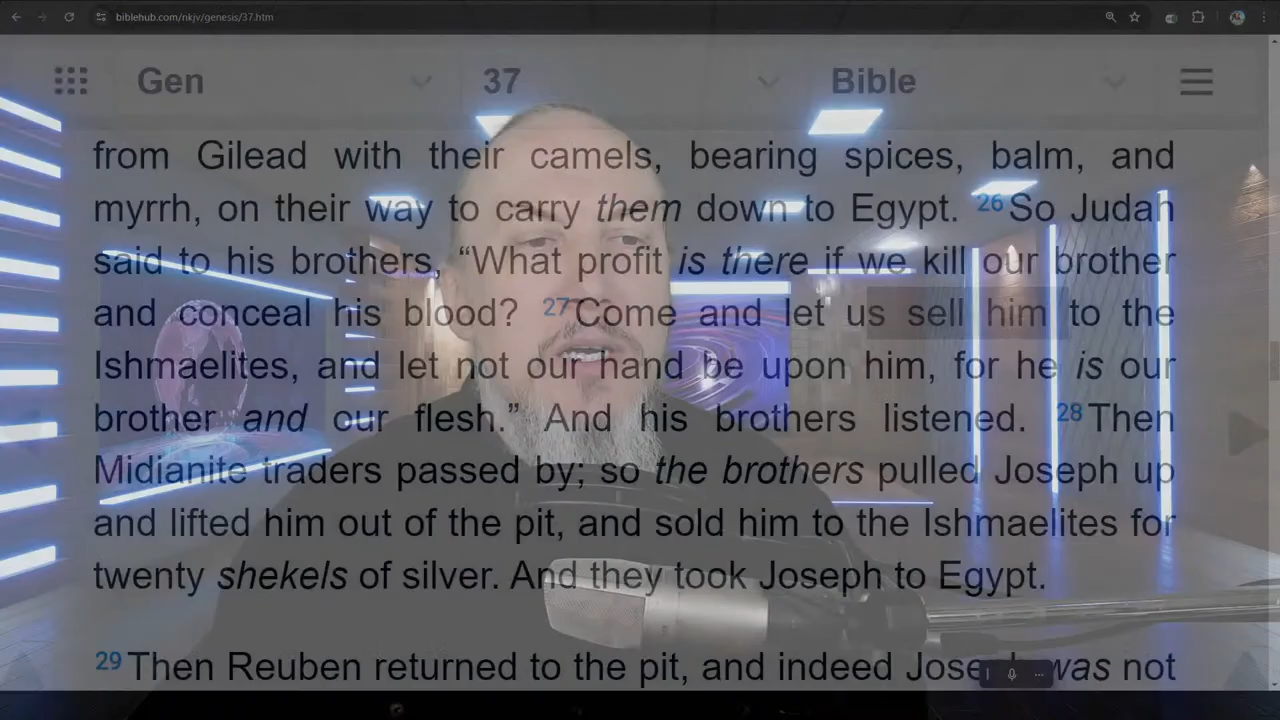 biblehub.com/nkjv/genesis/37.htm
Gen 37 Bible
from Gilead with their camels, bearing spices, balm, and
myrrh, on their way to carry them down to Egypt. 26 So Judah
said to his brothers, “What profit is there if we kill our brother
and conceal his blood? 27 Come and let us sell him to the
Ishmaelites, and let not our hand be upon him, for he is our
brother and our flesh.” And his brothers listened. 28 Then
Midianite traders passed by; so the brothers pulled Joseph up
and lifted him out of the pit, and sold him to the Ishmaelites for
twenty shekels of silver. And they took Joseph to Egypt.
29 Then Reuben returned to the pit, and indeed was not